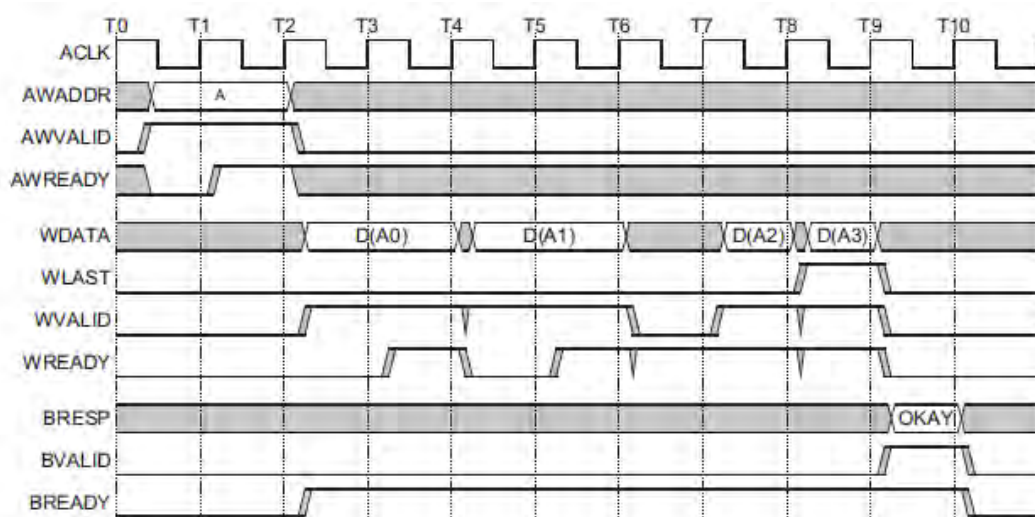 T0 T1 T2 T3 T4 T5 T6 T7 T8 T9 T10
ACLK
AWADDR A
AWVALID
AWREADY
WDATA D(A0) D(A1) D(A2) D(A3)
WLAST
WVALID
WREADY
BRESP OKAY
BVALID
BREADY